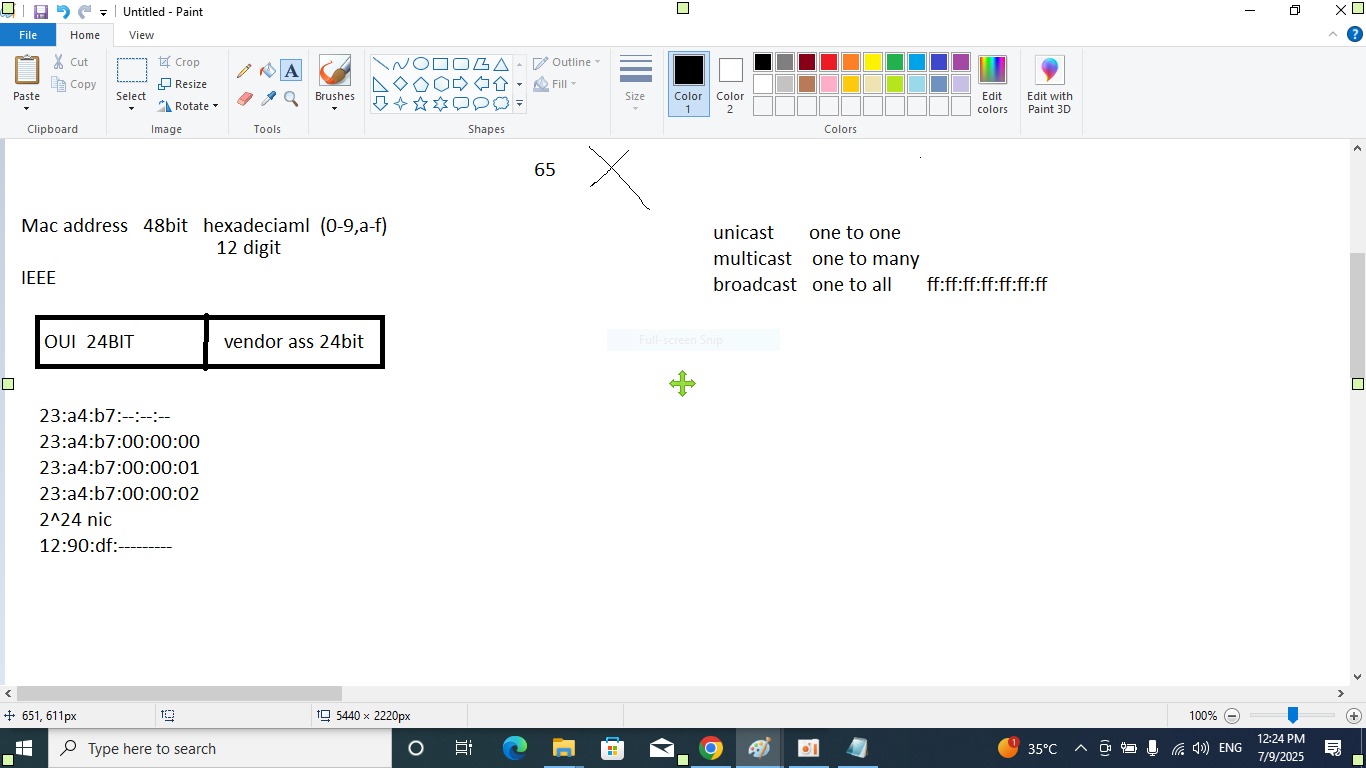 Untitled - Paint
File Home View
Paste
Cut
Copy
Clipboard
Select
Crop
Resize
Rotate
Image
A
Tools
Brushes
Shapes
Outline
Fill
Size
Color 1
Color 2
Edit colors
Colors
Edit with Paint 3D
65
Mac address 48bit hexadeciaml (0-9,a-f)
12 digit
IEEE
OUI 24BIT vendor ass 24bit
23:a4:b7:--:--:--
23:a4:b7:00:00:00
23:a4:b7:00:00:01
23:a4:b7:00:00:02
2^24 nic
12:90:df:---------
unicast one to one
multicast one to many
broadcast one to all ff:ff:ff:ff:ff:ff:ff
Full-screen Snip
651, 611px
5440 × 2220px
100%
Type here to search
1
35°C
ENG
12:24 PM
7/9/2025